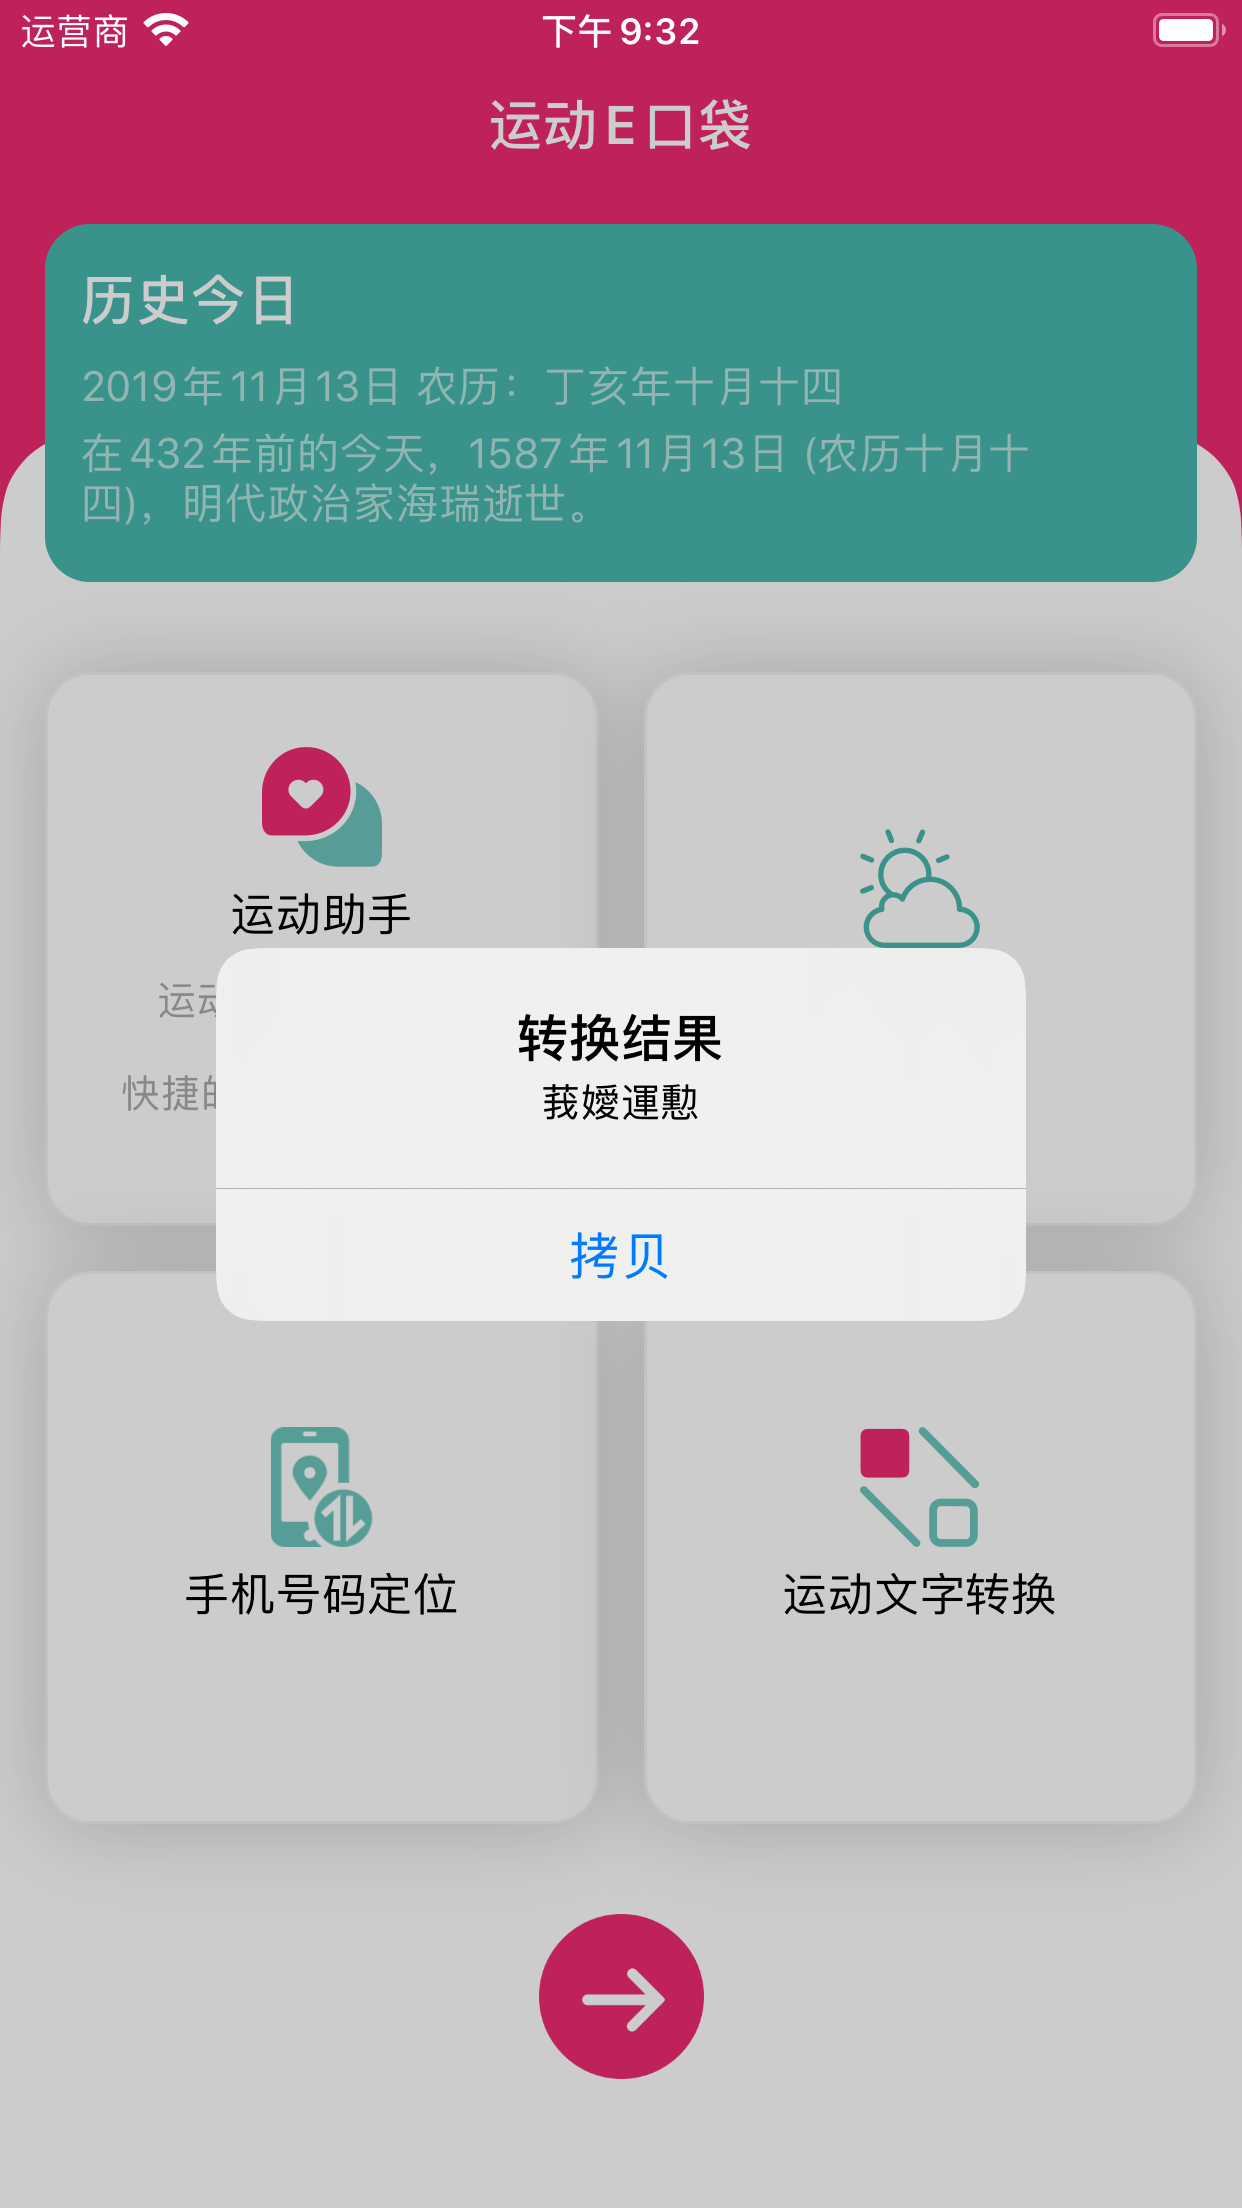 运营商
下午 9:32
运动E口袋
历史今日
2019年11月13日 农历：丁亥年十月十四
在432年前的今天，1587年11月13日 (农历十月十
四)，明代政治家海瑞逝世。
运动助手
运动
快捷的
转换结果
莪嬡運懃
拷贝
手机号码定位
运动文字转换